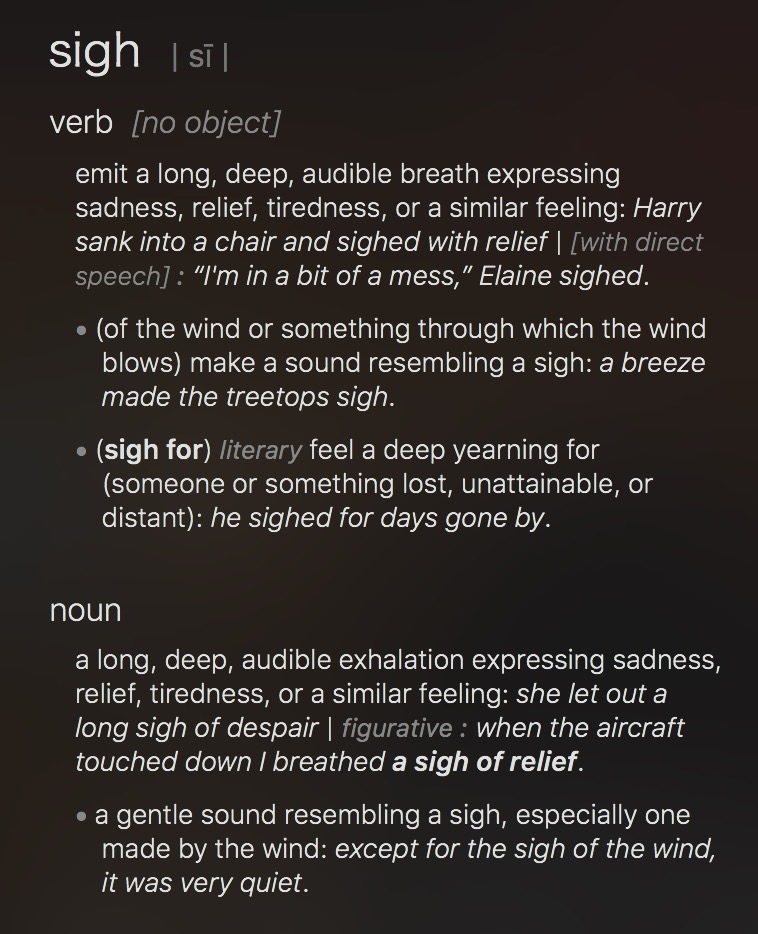 sigh | sī |
verb [no object]
emit a long, deep, audible breath expressing
sadness, relief, tiredness, or a similar feeling: Harry
sank into a chair and sighed with relief | [with direct
speech] : “I'm in a bit of a mess,” Elaine sighed.
• (of the wind or something through which the wind
blows) make a sound resembling a sigh: a breeze
made the treetops sigh.
• (sigh for) literary feel a deep yearning for
(someone or something lost, unattainable, or
distant): he sighed for days gone by.
noun
a long, deep, audible exhalation expressing sadness,
relief, tiredness, or a similar feeling: she let out a
long sigh of despair | figurative : when the aircraft
touched down I breathed a sigh of relief.
• a gentle sound resembling a sigh, especially one
made by the wind: except for the sigh of the wind,
it was very quiet.